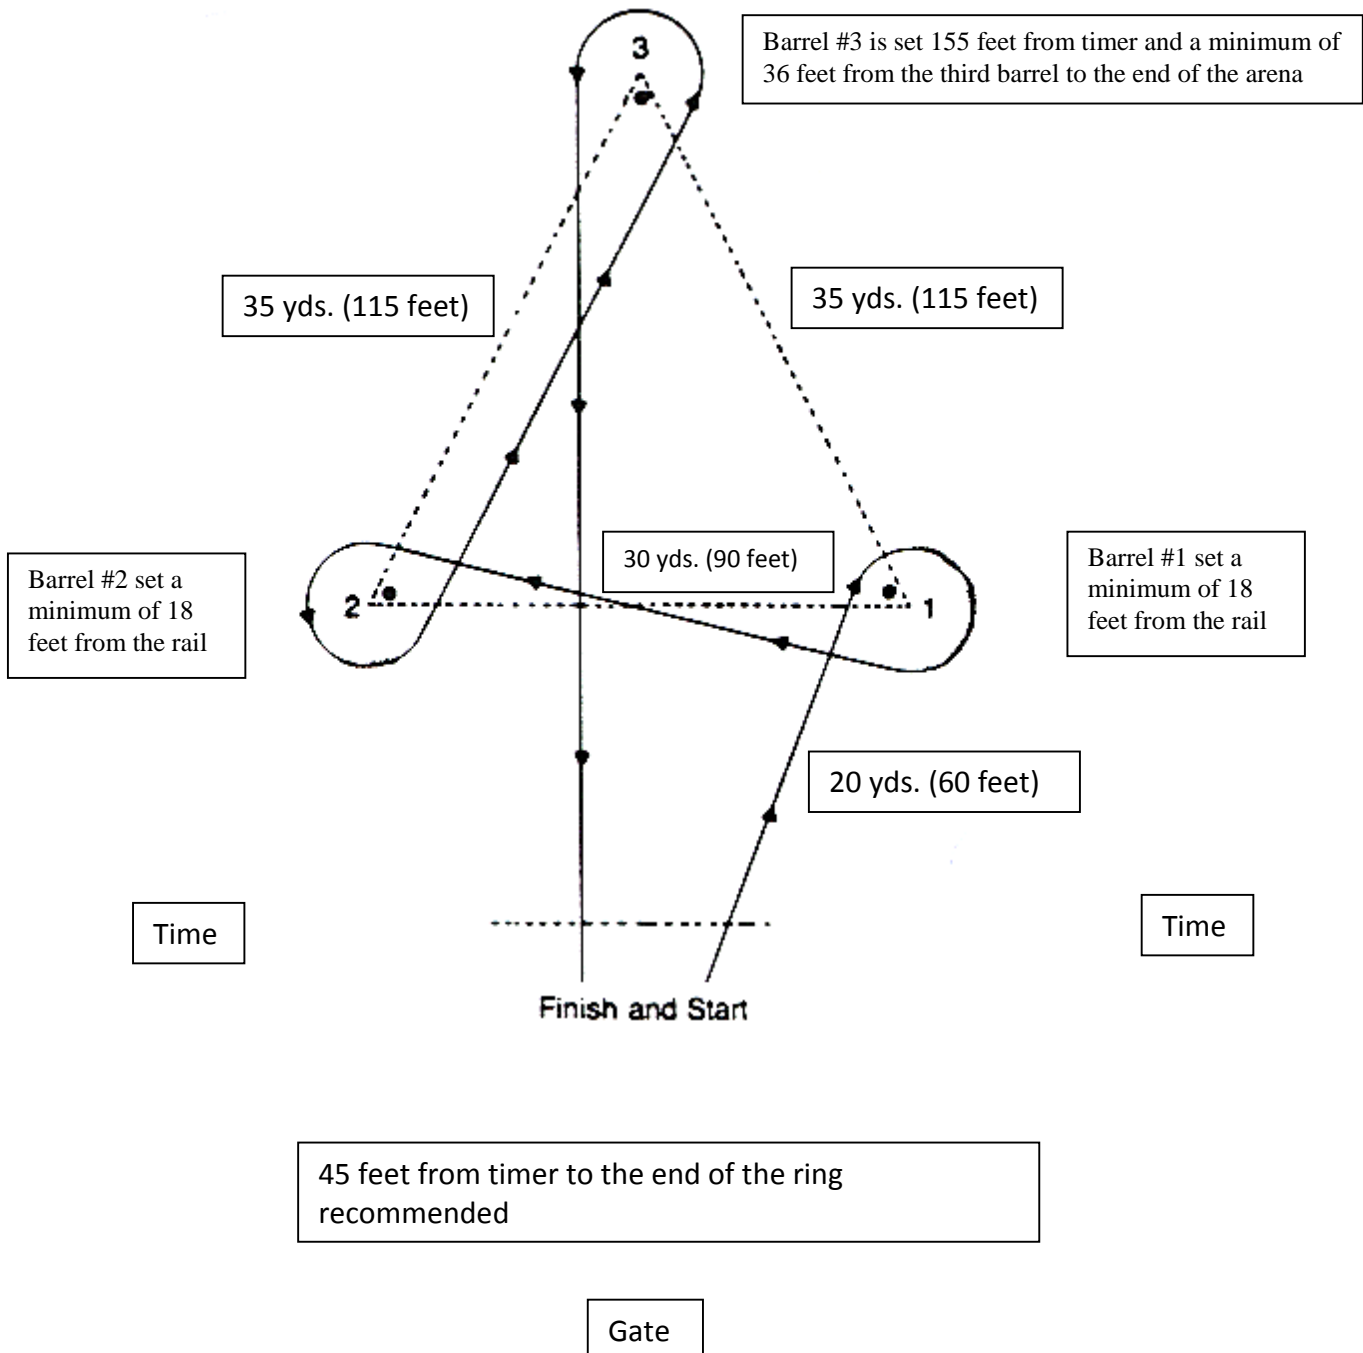 3
Barrel #3 is set 155 feet from timer and a minimum of
36 feet from the third barrel to the end of the arena
35 yds. (115 feet)
35 yds. (115 feet)
30 yds. (90 feet)
Barrel #2 set a
minimum of 18
feet from the rail
2
1
Barrel #1 set a
minimum of 18
feet from the rail
20 yds. (60 feet)
Time
Time
Finish and Start
45 feet from timer to the end of the ring
recommended
Gate